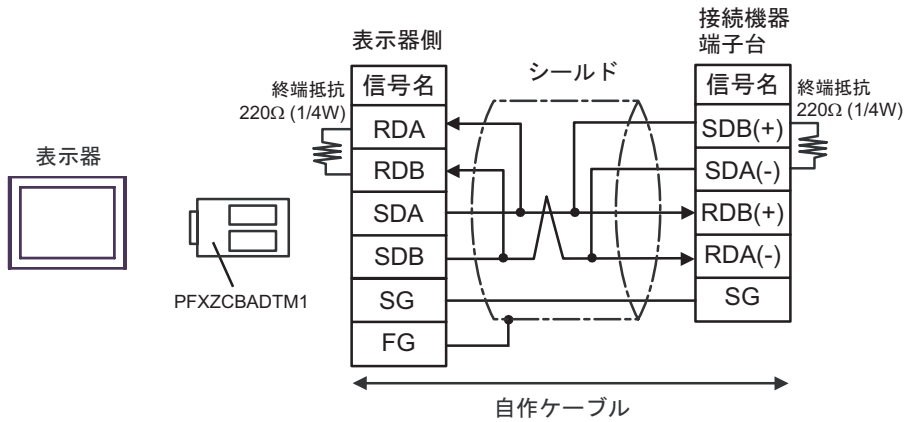 接続機器
端子台
表示器側
シールド
信号名
信号名
終端抵抗
220Ω (1/4W)
終端抵抗
220Ω (1/4W)
RDA
SDB(+)
表示器
RDB
SDA(-)
SDA
RDB(+)
SDB
RDA(-)
PFXZCBADTM1
SG
SG
FG
自作ケーブル